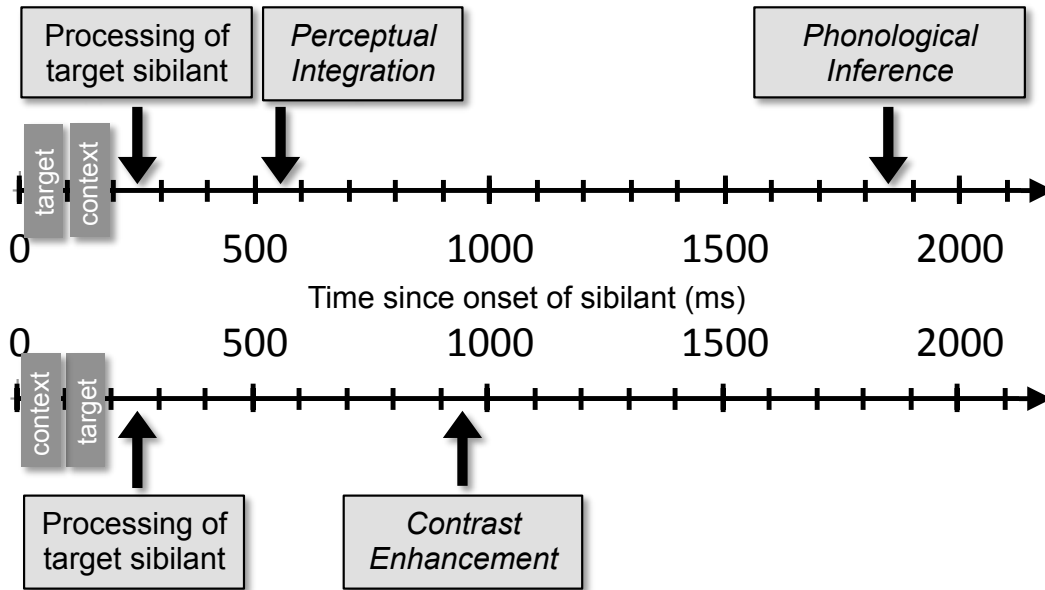 Processing of
target sibilant
Perceptual
Integration
Phonological
Inference
target
context
0 500 1000 1500 2000
Time since onset of sibilant (ms)
0 500 1000 1500 2000
context
target
Processing of
target sibilant
Contrast
Enhancement